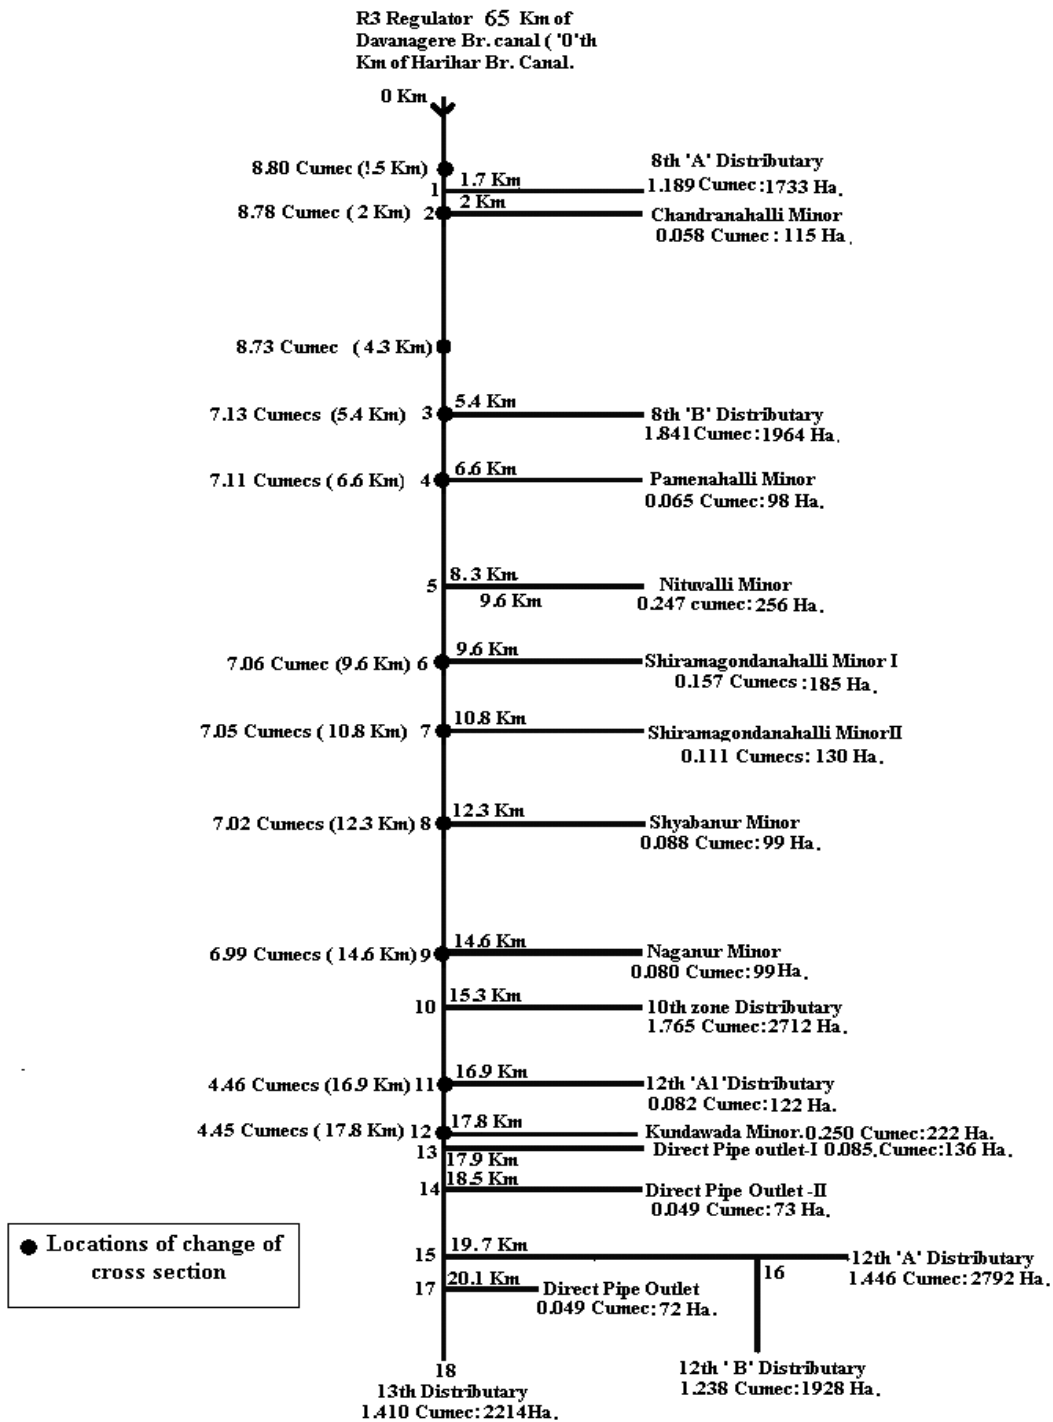 R3 Regulator 65 Km of
Davanagere Br. canal ( '0'th
Km of Harihar Br. Canal.
0 Km
8.80 Cumec (1.5 Km)
8th 'A' Distributary
1 1.7 Km
1.189 Cumec:1733 Ha.
8.78 Cumec ( 2 Km) 2 2 Km
Chandranahalli Minor
0.058 Cumec : 115 Ha.
8.73 Cumec ( 4.3 Km)
7.13 Cumecs (5.4 Km) 3 5.4 Km
8th 'B' Distributary
1.841 Cumec:1964 Ha.
7.11 Cumecs ( 6.6 Km) 4 6.6 Km
Pamenahalli Minor
0.065 Cumec:98 Ha.
5 8.3 Km
9.6 Km
Nituvalli Minor
0.247 cumec:256 Ha.
7.06 Cumec (9.6 Km) 6 9.6 Km
Shiramagondanahalli Minor I
0.157 Cumecs :185 Ha.
7.05 Cumecs ( 10.8 Km) 7 10.8 Km
Shiramagondanahalli MinorII
0.111 Cumecs: 130 Ha.
7.02 Cumecs (12.3 Km) 8 12.3 Km
Shyabanur Minor
0.088 Cumec:99 Ha.
6.99 Cumecs ( 14.6 Km) 9 14.6 Km
Naganur Minor
0.080 Cumec:99Ha.
10 15.3 Km
10th zone Distributary
1.765 Cumec:2712 Ha.
4.46 Cumecs (16.9 Km) 11 16.9 Km
12th 'A1'Distributary
0.082 Cumec:122 Ha.
4.45 Cumecs ( 17.8 Km) 12 17.8 Km
Kundawada Minor.0.250 Cumec:222 Ha.
13 17.9 Km
Direct Pipe outlet-I 0.085.Cumec:136 Ha.
14 18.5 Km
Direct Pipe Outlet -II
0.049 Cumec:73 Ha.
Locations of change of
cross section
15 19.7 Km
12th 'A' Distributary
1.446 Cumec:2792 Ha.
16
17 20.1 Km
Direct Pipe Outlet
0.049 Cumec:72 Ha.
18
13th Distributary
1.410 Cumec:2214Ha.
12th ' B' Distributary
1.238 Cumec:1928 Ha.